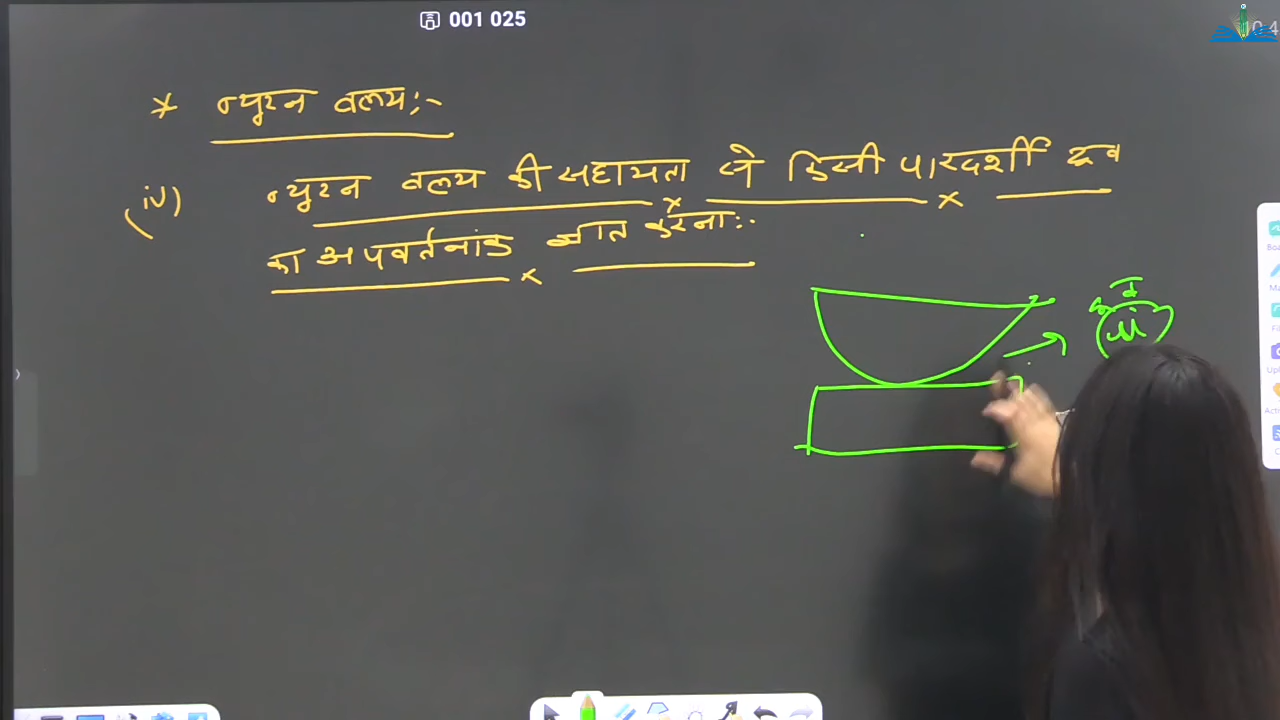 001 025
* न्यूटन वलय:-
(iv) न्यूटन वलय की सहायता से किसी पारदर्शी द्रव
का अपवर्तनांक ज्ञात करना:-
μ